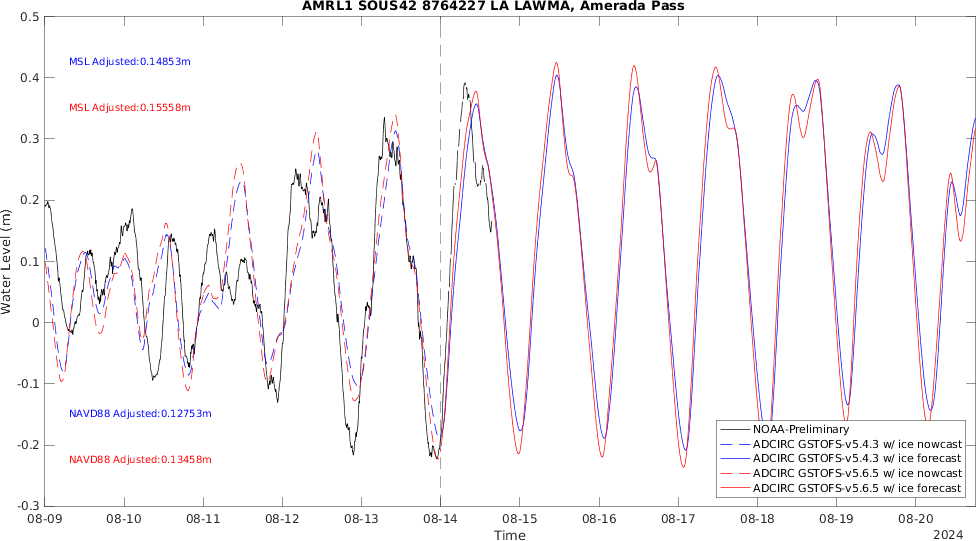 AMRL1 SOUS42 8764227 LA LAWMA, Amerada Pass
0.5
0.4
0.3
0.2
0.1
0
-0.1
-0.2
-0.3
Water Level (m)
MSL Adjusted:0.14853m
MSL Adjusted:0.15558m
NAVD88 Adjusted:0.12753m
NAVD88 Adjusted:0.13458m
NOAA-Preliminary
ADCIRC GSTOFS-v5.4.3 w/ ice nowcast
ADCIRC GSTOFS-v5.4.3 w/ ice forecast
ADCIRC GSTOFS-v5.6.5 w/ ice nowcast
ADCIRC GSTOFS-v5.6.5 w/ ice forecast
08-09 08-10 08-11 08-12 08-13 08-14 08-15 08-16 08-17 08-18 08-19 08-20
Time
2024